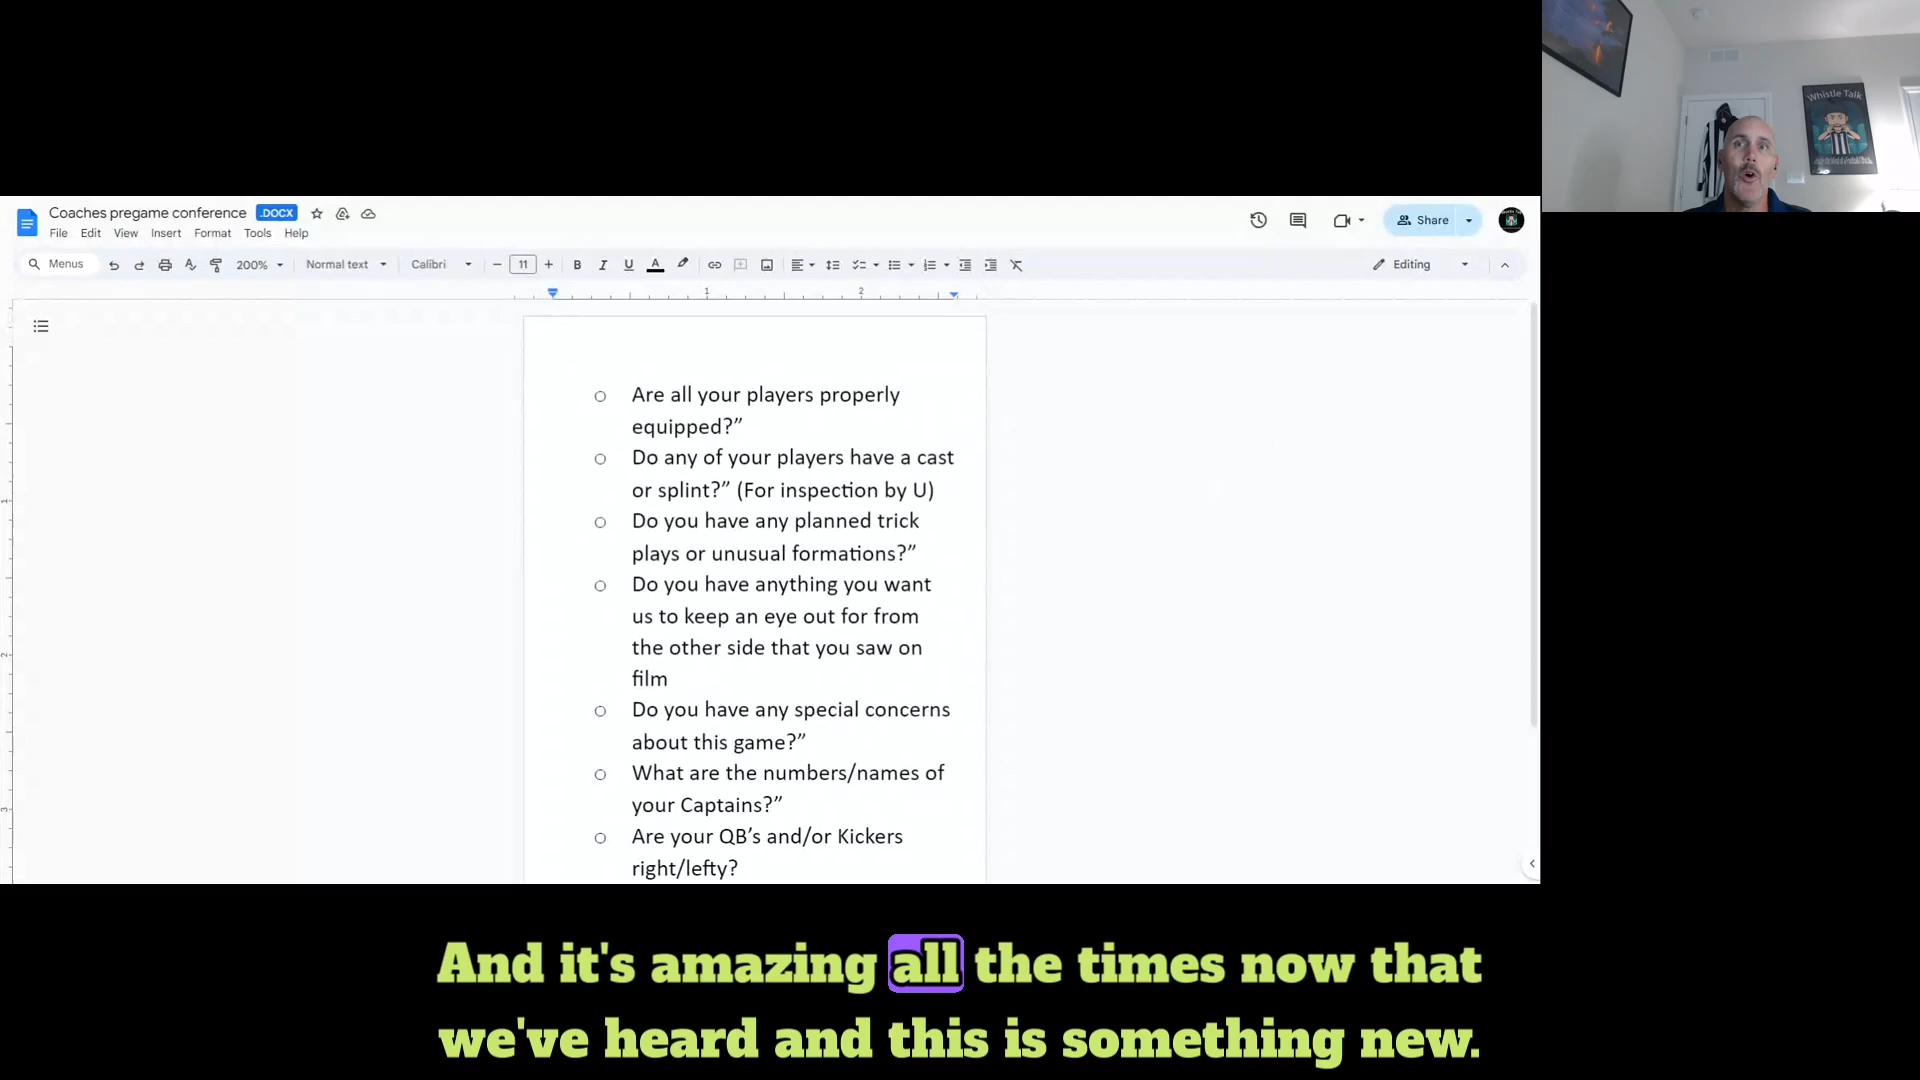 Whistle Talk
Coaches pregame conference .DOCX
File Edit View Insert Format Tools Help
Share
Menus 200% Normal text Calibri 11 Editing
1 2
Are all your players properly
equipped?”
Do any of your players have a cast
or splint?” (For inspection by U)
Do you have any planned trick
plays or unusual formations?”
Do you have anything you want
us to keep an eye out for from
the other side that you saw on
film
Do you have any special concerns
about this game?”
What are the numbers/names of
your Captains?”
Are your QB’s and/or Kickers
right/lefty?
1
2
3
And it's amazing all the times now that
we've heard and this is something new.